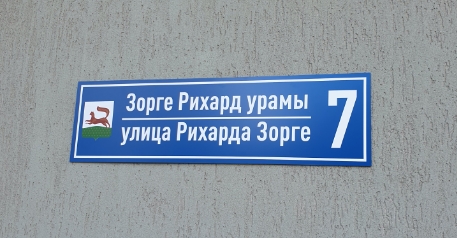 Зорге Рихард урамы
улица Рихарда Зорге
7